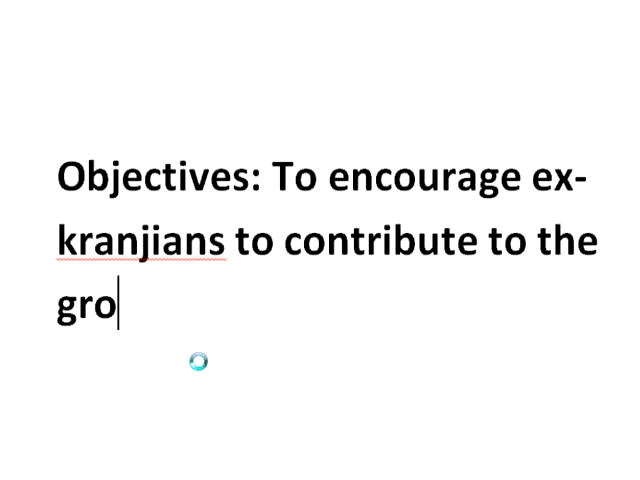 Objectives: To encourage ex-
kranjians to contribute to the
gro